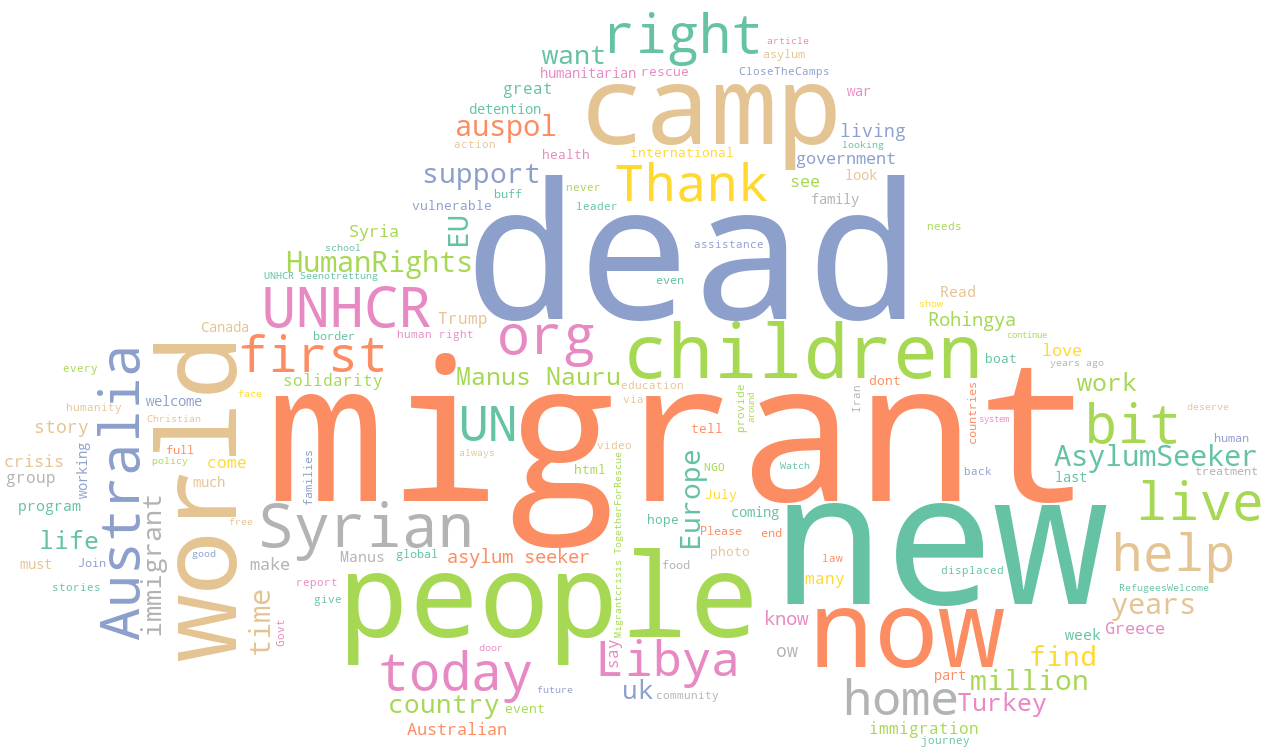 article
right
want
asylum
humanitarian
rescue
CloseTheCamps
great
camp
war
detention
auspol
living
action
looking
health
international
government
support
Thank
see
look
never
buff
family
vulnerable
leader
dead
EU
needs
Syria
assistance
school
HumanRights
UNHCR Seenotrettung
even
UNHCR
Read
show
Trump
org
Rohingya
Canada
border
human right
continue
first
children
love
boat
years ago
every
Australia
world
solidarity
Manus Nauru
education
dont
work
face
welcome
via
provide
around
Iran
migrant
countries
humanity
Christian
UN
bit
deserve
story
system
tell
human
full
working
video
crisis
policy
come
always
AsylumSeeker
group
families
html
NGO
Watch
back
last
treatment
much
Europe
July
new
live
program
immigrant
free
Syrian
hope
coming
life
Please
end
help
good
Manus
global
asylum seeker
photo
law
must
Join
make
food
displaced
people
many
stories
report
RefugeesWelcome
give
Migrantcrisis TogetherForRescue
years
time
Govt
know
now
Greece
week
door
say
Libya
ow
find
today
part
million
future
uk
community
home
Turkey
country
event
Australian
immigration
journey